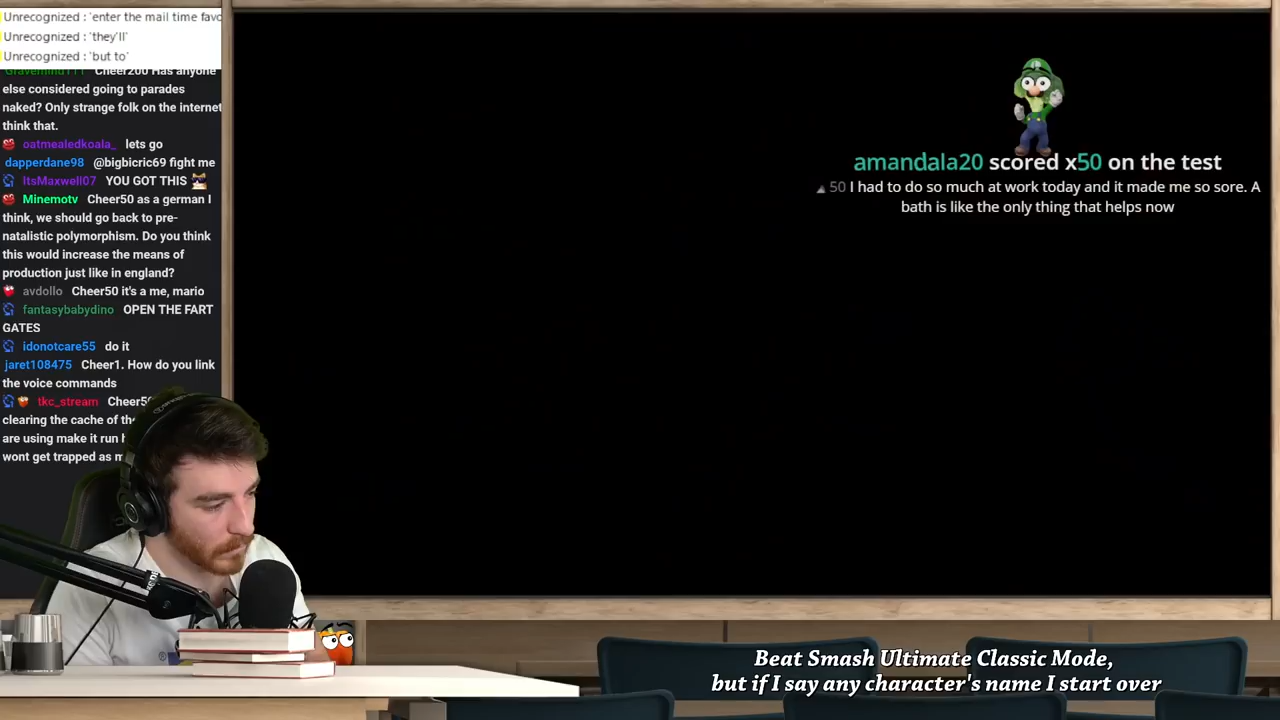 Unrecognized : 'enter the mail time favo
Unrecognized : 'they'll'
Unrecognized : 'but to'
Cheer200 Has anyone
else considered going to parades
naked? Only strange folk on the internet
think that.
oatmealedkoala_ lets go
dapperdane98 @bigbicric69 fight me
ItsMaxwell07 YOU GOT THIS
Minemotv Cheer50 as a german I
think, we should go back to pre-
natalistic polymorphism. Do you think
this would increase the means of
production just like in england?
avdollo Cheer50 it's a me, mario
fantasybabydino OPEN THE FART
GATES
idonotcare55 do it
jaret108475 Cheer1. How do you link
the voice commands
tkc_stream Cheer50
clearing the cache of the
are using make it run
wont get trapped as
amandala20 scored x50 on the test
50 I had to do so much at work today and it made me so sore. A
bath is like the only thing that helps now
Beat Smash Ultimate Classic Mode,
but if I say any character's name I start over